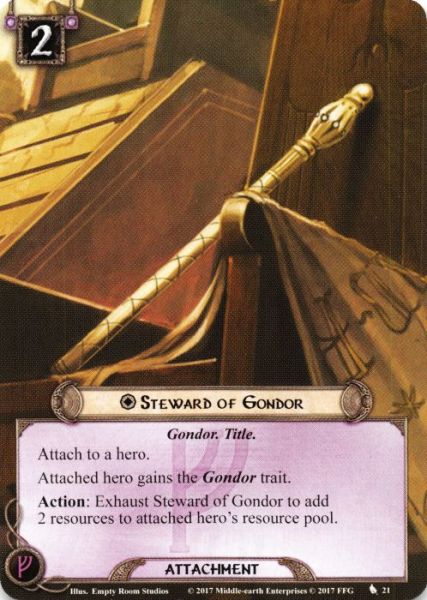 2
STEWARD OF GONDOR
Gondor. Title.
Attach to a hero.
Attached hero gains the Gondor trait.
Action: Exhaust Steward of Gondor to add
2 resources to attached hero's resource pool.
ATTACHMENT
Illus. Empty Room Studios © 2017 Middle-earth Enterprises © 2017 FFG 21